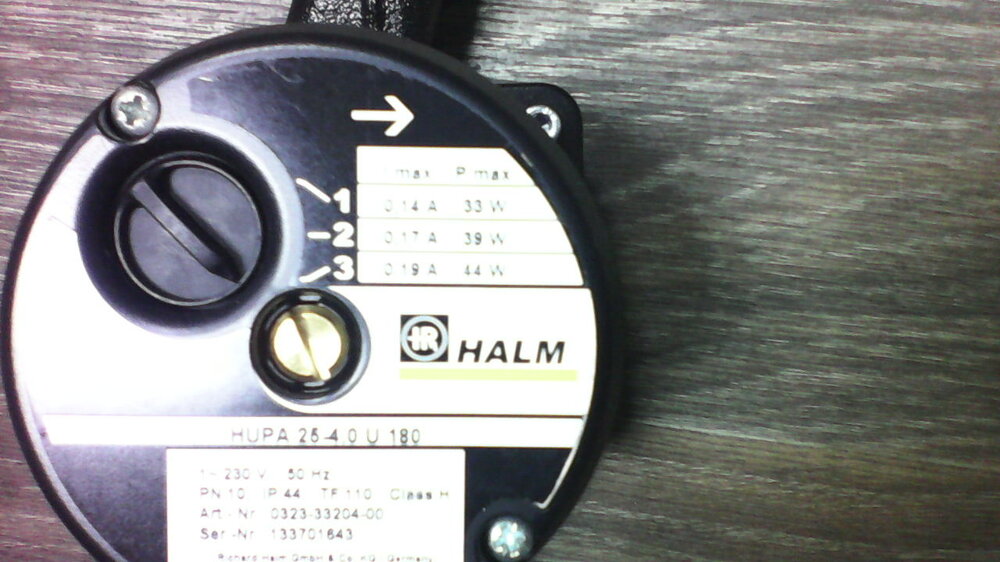 max P max
1 0.14 A 33 W
2 0.17 A 39 W
3 0.19 A 44 W
HR HALM
HUPA 25-4.0 U 180
1~ 230 V 50 Hz
PN 10 IP 44 TF 110 Class H
Art.-Nr. 0323-33204-00
Ser.-Nr. 133701643
Richard Halm GmbH & Co. KG, Germany